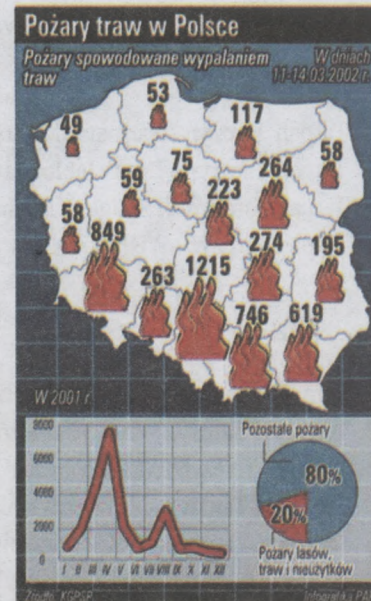 Pożary traw w Polsce
Pożary spowodowane wypalaniem
traw
W dniach
11-14.03.2002 r.
53
49
117
58
75
264
59
223
58
849
274
195
263
1215
746
619
W 2001 r.
8000
6000
4000
2000
0
I II III IV V VI VII VIII IX X XI XII
Pozostałe pożary
80%
20%
Pożary lasów,
traw i nieużytków
Źródło: KGPSP
Infografika PAP